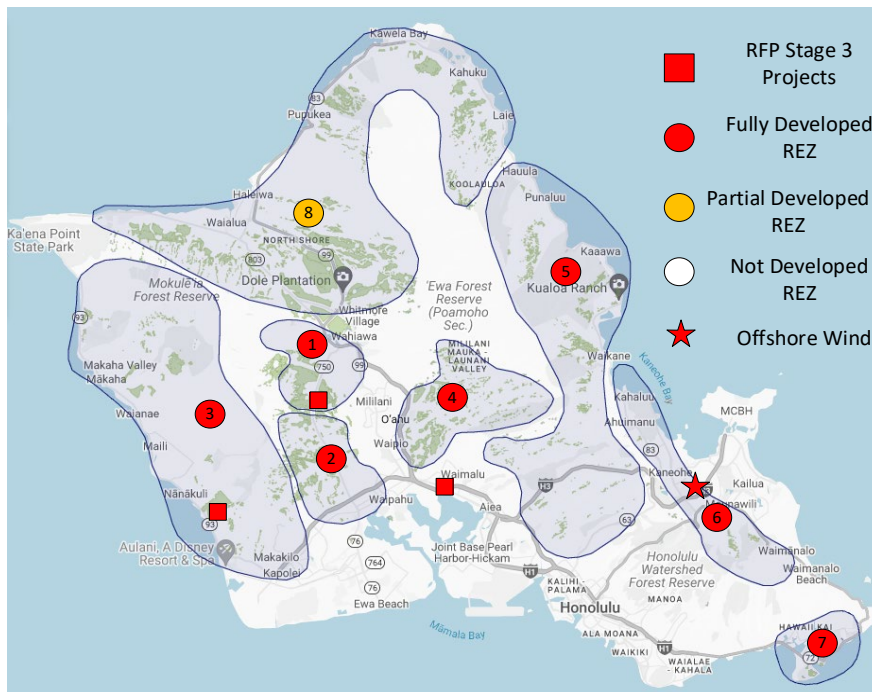 Kawela Bay
Kahuku
83
Pupukea
Laie
RFP Stage 3
Projects
Fully Developed
REZ
Partial Developed
REZ
Not Developed
REZ
Offshore Wind
Hauula
KOOLAULOA
Punaluu
Haleiwa
8
Waialua
Ka'ena Point
State Park
NORTH SHORE
99
803
Kaaawa
5
Kualoa Ranch
Dole Plantation
Mokulē'ia
Forest Reserve
'Ewa Forest
Reserve
(Poamoho
Sec.)
Whitmore
Village
Wahiawa
93
1
MILILANI
MAUKA -
LAUNANI
VALLEY
Waikane
Kaneohe Bay
750
99
Makaha Valley
Mākaha
4
Kahaluu
Mililani
3
Waianae
O'ahu
Ahuimanu
MCBH
Waipio
83
Maili
2
Waimalu
Kaneohe
Kailua
H3
Nānākuli
Waipahu
Aiea
Maunawili
6
93
63
Aulani, A Disney
Resort & Spa
Makakilo
Kapolei
76
764
76
Joint Base Pearl
Harbor-Hickam
Honolulu
Watershed
Forest Reserve
Waimānalo
Waimanalo
Beach
H1
KALIHI -
PALAMA
Ewa Beach
MANOA
Honolulu
Māmala Bay
ALA MOANA
WAIKIKI
H1
WAIALAE -
KAHALA
HAWAII KAI
7
72